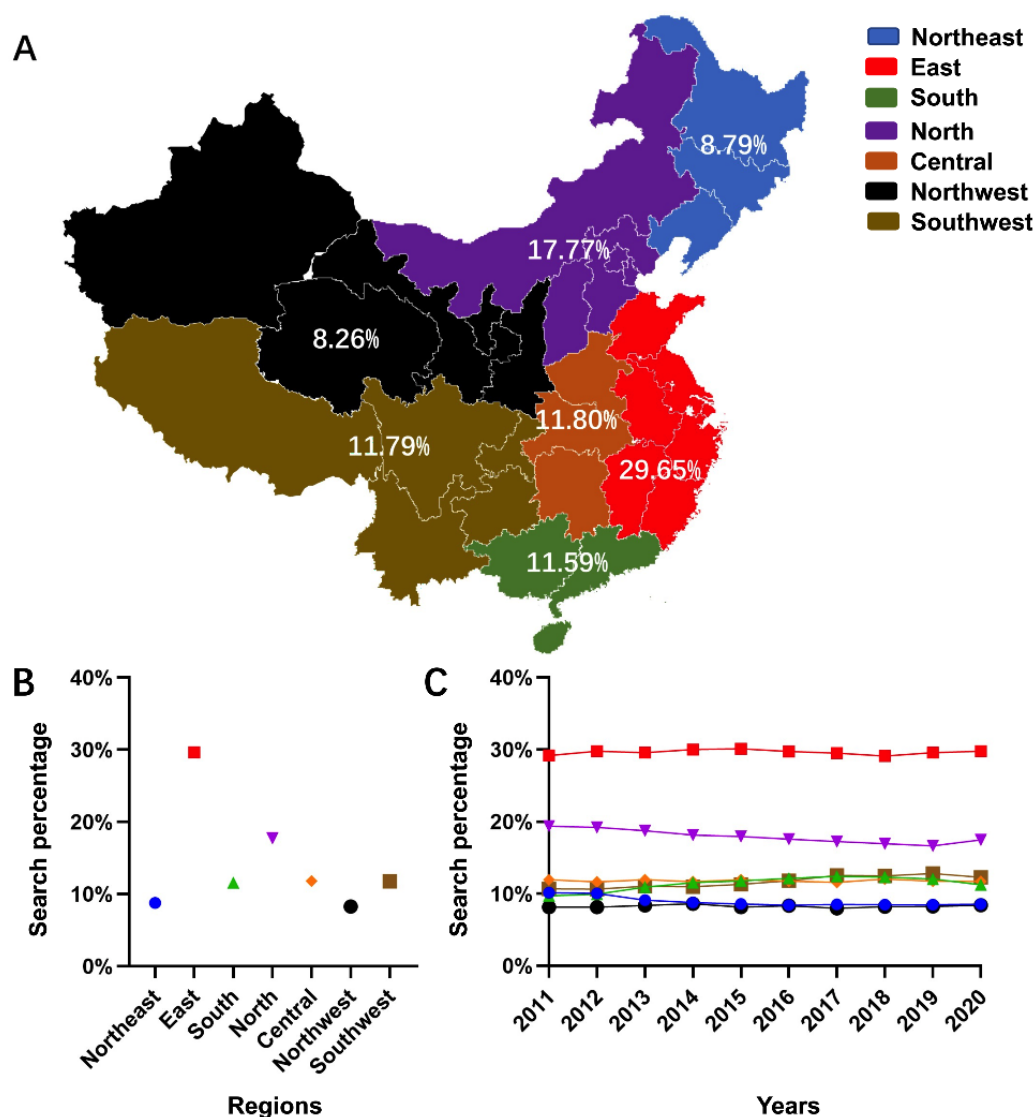 A
Northeast
East
South
North
Central
Northwest
Southwest
8.79%
17.77%
8.26%
11.80%
11.79%
29.65%
11.59%
B
Search percentage
40%
30%
20%
10%
0%
Northeast
East
South
North
Central
Northwest
Southwest
Regions
C
Search percentage
40%
30%
20%
10%
0%
2011
2012
2013
2014
2015
2016
2017
2018
2019
2020
Years